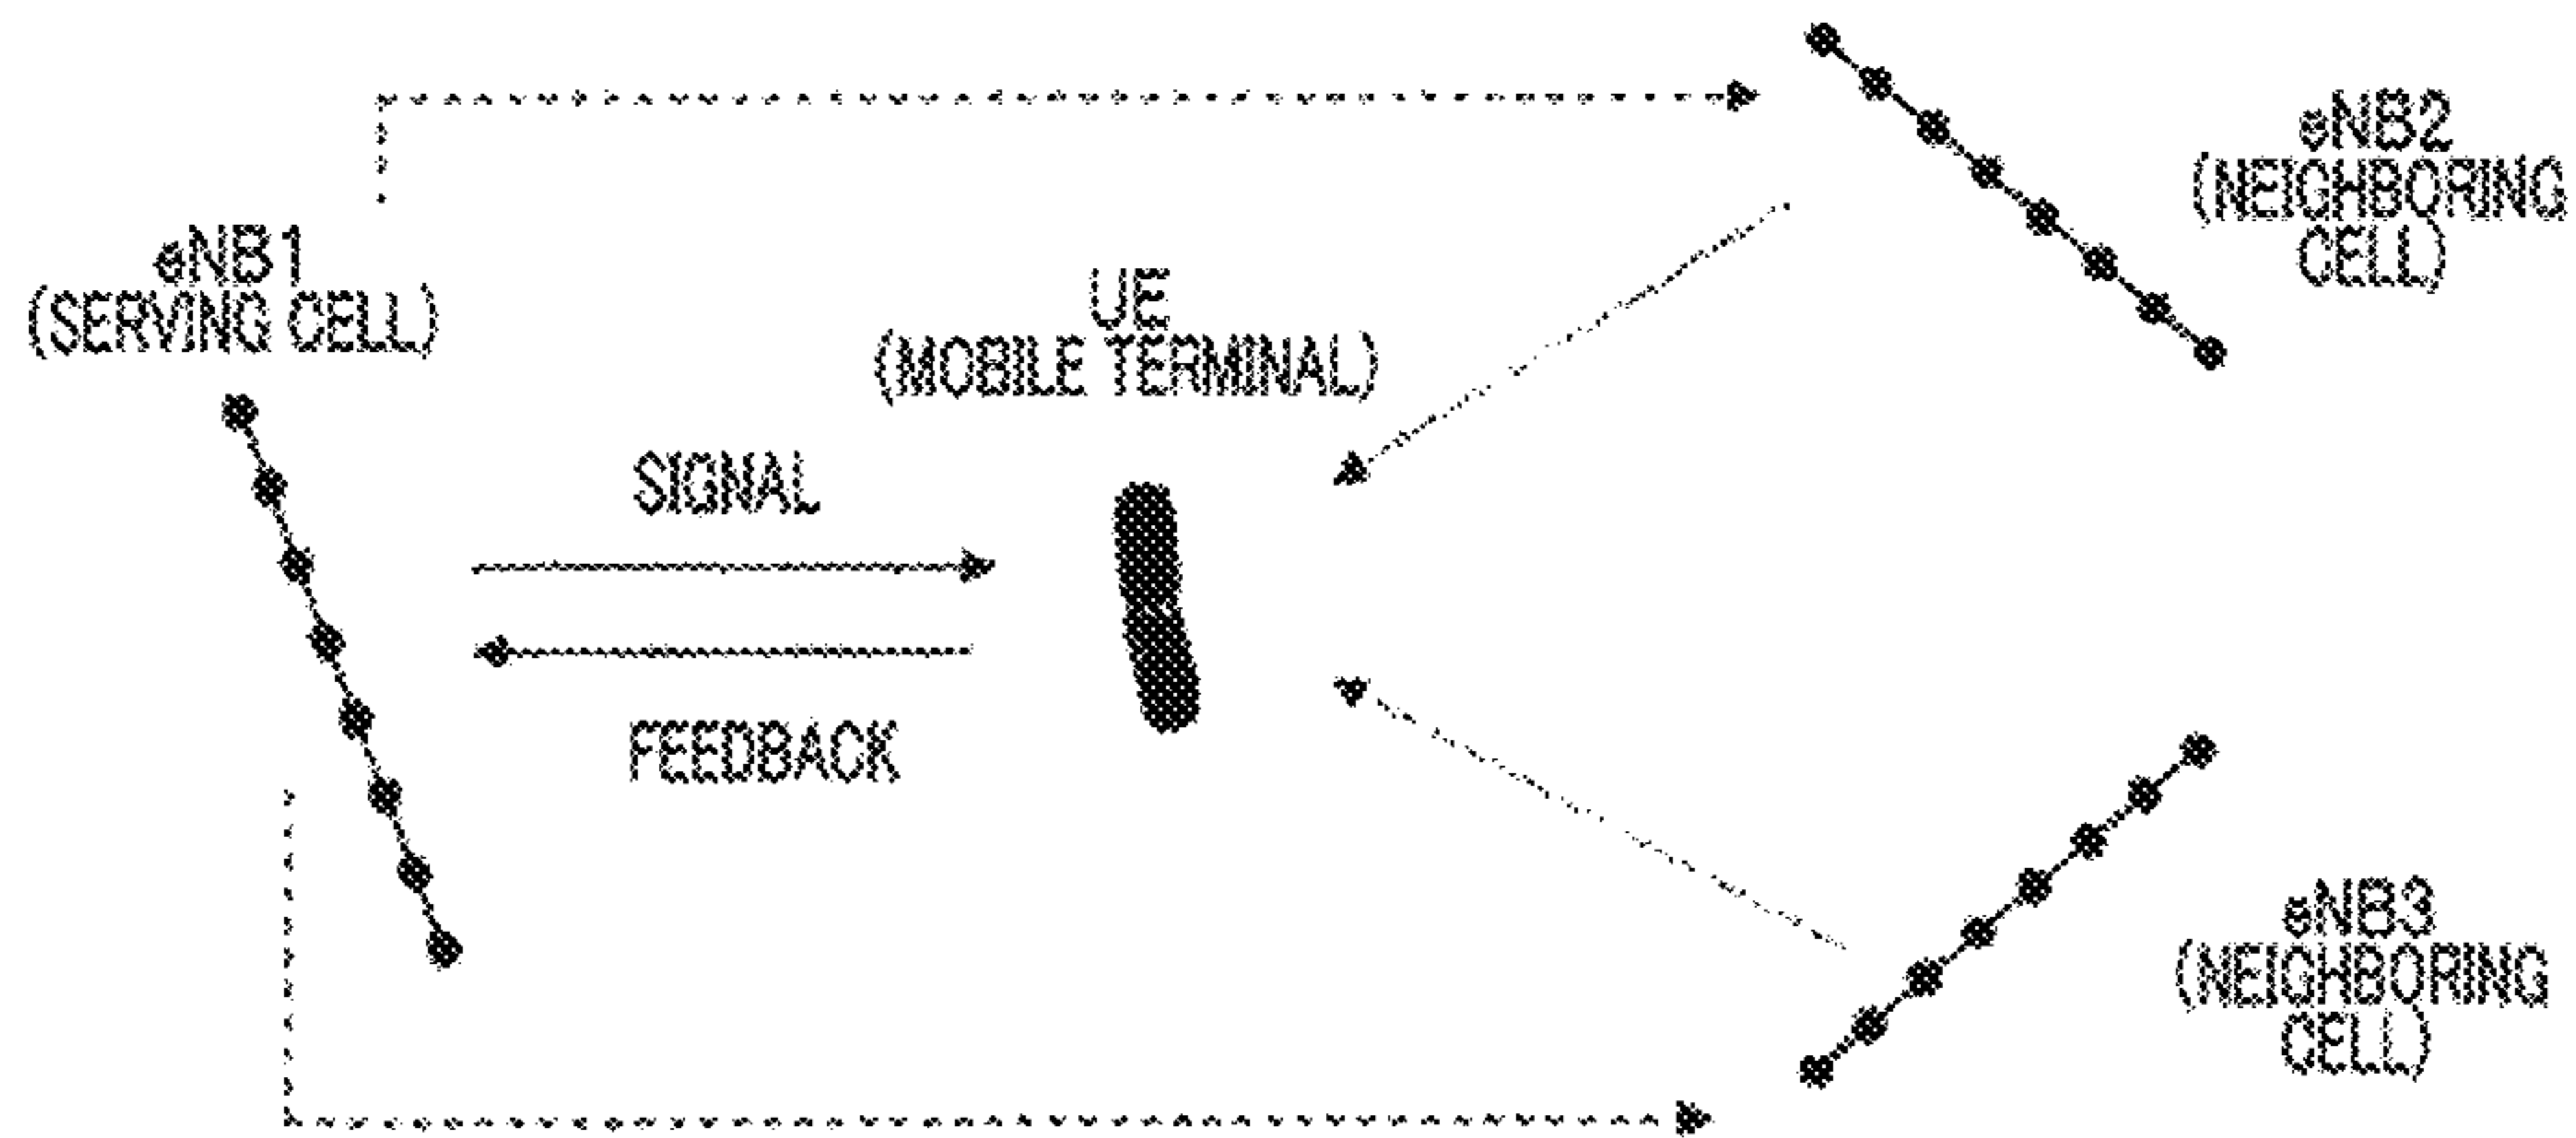 eNB1
(SERVING CELL)
UE
(MOBILE TERMINAL)
SIGNAL
FEEDBACK
eNB2
(NEIGHBORING
CELL)
eNB3
(NEIGHBORING
CELL)